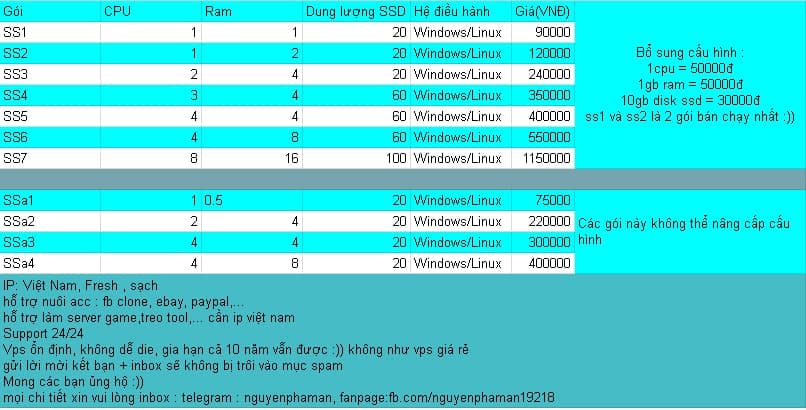 Gói CPU Ram Dung lượng SSD Hệ điều hành Giá(VNĐ)
SS1 1 1 20 Windows/Linux 90000
SS2 1 2 20 Windows/Linux 120000
SS3 2 4 20 Windows/Linux 240000
SS4 3 4 60 Windows/Linux 350000
SS5 4 4 60 Windows/Linux 400000
SS6 4 8 60 Windows/Linux 550000
SS7 8 16 100 Windows/Linux 1150000
Bổ sung cấu hình :
1cpu = 50000đ
1gb ram = 50000đ
10gb disk ssd = 30000đ
ss1 và ss2 là 2 gói bán chạy nhất :))
SSa1 1 0.5 20 Windows/Linux 75000
SSa2 2 4 20 Windows/Linux 220000
SSa3 4 4 20 Windows/Linux 300000
SSa4 4 8 20 Windows/Linux 400000
Các gói này không thể nâng cấp cấu
hình
IP: Việt Nam, Fresh , sạch
hỗ trợ nuôi acc : fb clone, ebay, paypal,...
hổ trợ làm server game,treo tool,... cần ip việt nam
Support 24/24
Vps ổn định, không dễ die, gia hạn cả 10 năm vẫn được :)) không như vps giá rẽ
gửi lời mời kết bạn + inbox sẽ không bị trôi vào mục spam
Mong các bạn ủng hộ :))
mọi chi tiết xin vui lòng inbox : telegram : nguyenphaman, fanpage:fb.com/nguyenphaman19218